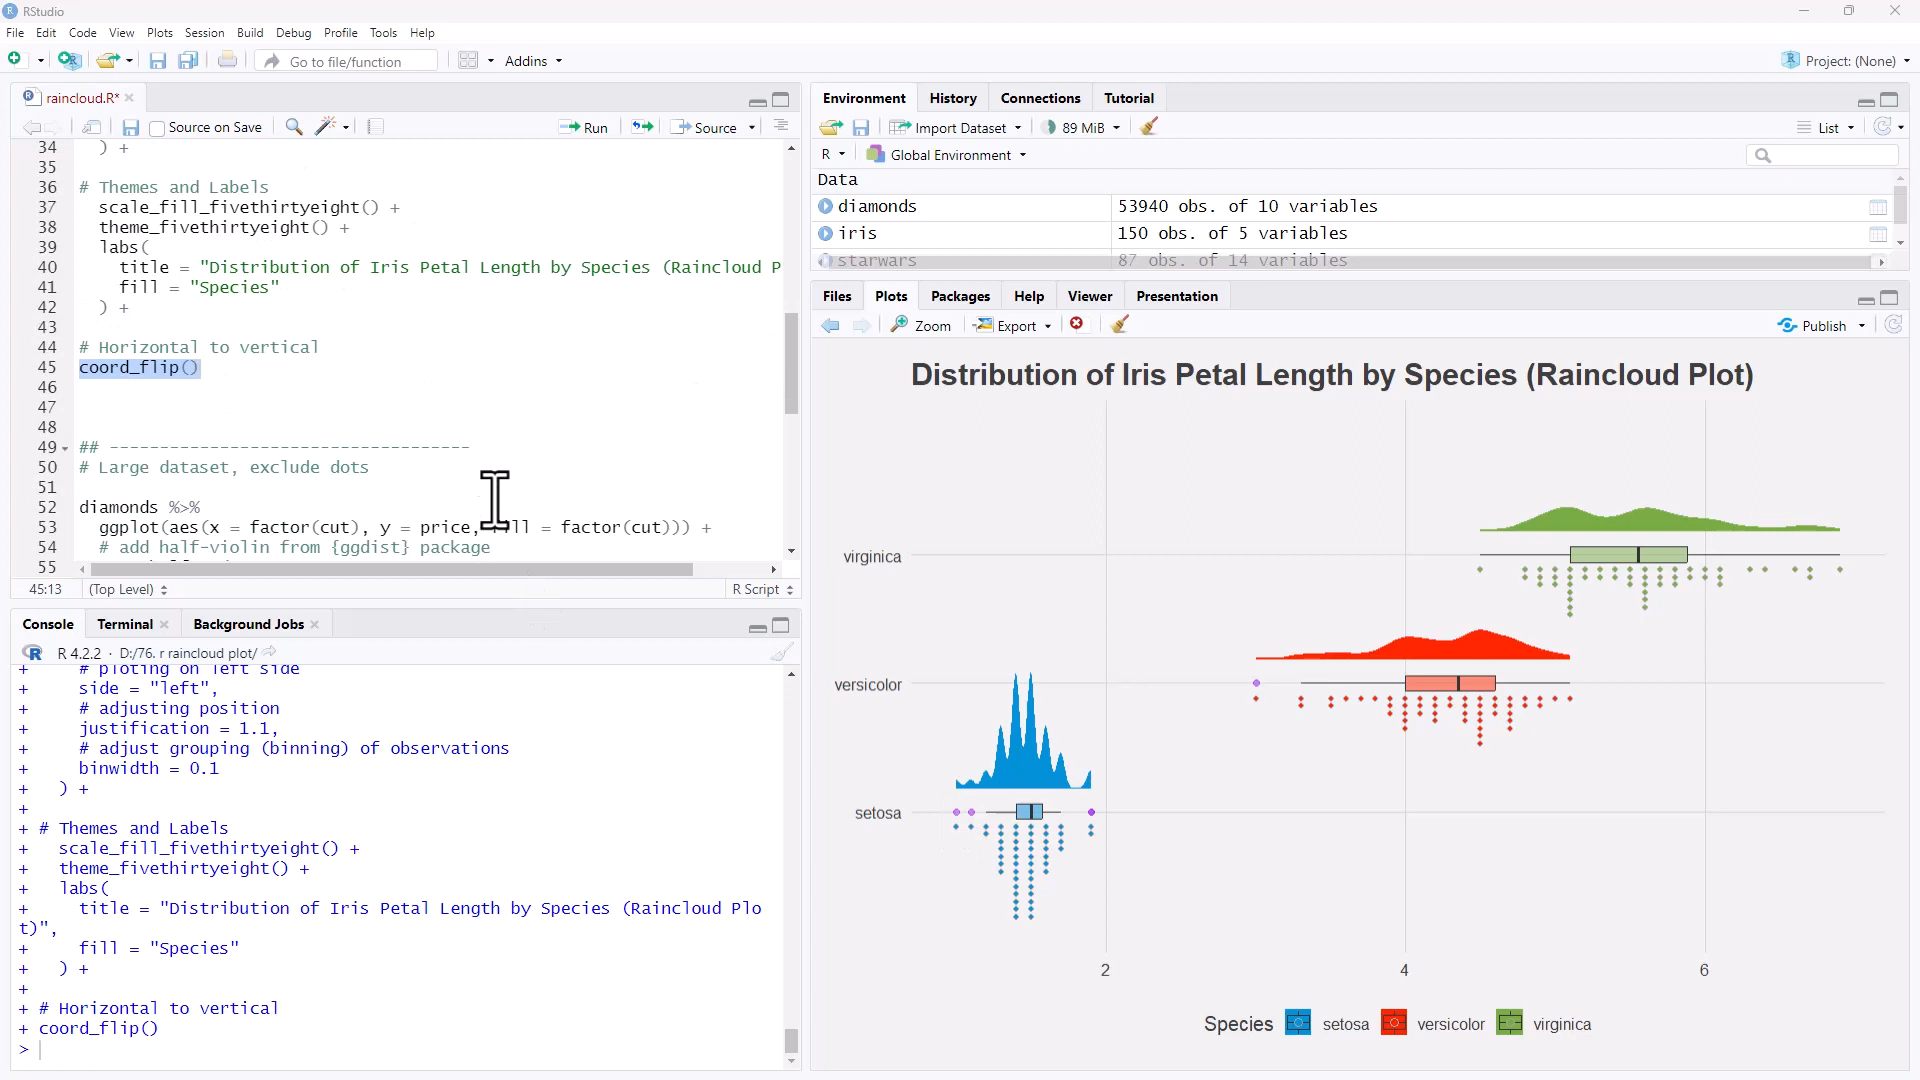 RStudio
File Edit Code View Plots Session Build Debug Profile Tools Help
Go to file/function Addins Project: (None)
raincloud.R*
Source on Save Run Source
34 ) +
35
36 # Themes and Labels
37 scale_fill_fivethirtyeight() +
38 theme_fivethirtyeight() +
39 labs(
40 title = "Distribution of Iris Petal Length by Species (Raincloud P
41 fill = "Species"
42 ) +
43
44 # Horizontal to vertical
45 coord_flip()
46
47
48
49 ## ------------------------------------
50 # Large dataset, exclude dots
51
52 diamonds %>%
53 ggplot(aes(x = factor(cut), y = price, fill = factor(cut))) +
54 # add half-violin from {ggdist} package
55
45:13 (Top Level) R Script
Console Terminal Background Jobs
R 4.2.2 · D:/76. r raincloud plot/
+ # ploting on left side
+ side = "left",
+ # adjusting position
+ justification = 1.1,
+ # adjust grouping (binning) of observations
+ binwidth = 0.1
+ ) +
+
+ # Themes and Labels
+ scale_fill_fivethirtyeight() +
+ theme_fivethirtyeight() +
+ labs(
+ title = "Distribution of Iris Petal Length by Species (Raincloud Plo
t)",
+ fill = "Species"
+ ) +
+
+ # Horizontal to vertical
+ coord_flip()
>
Environment History Connections Tutorial
Import Dataset 89 MiB List
R Global Environment
Data
diamonds 53940 obs. of 10 variables
iris 150 obs. of 5 variables
starwars 87 obs. of 14 variables
Files Plots Packages Help Viewer Presentation
Zoom Export Publish
Distribution of Iris Petal Length by Species (Raincloud Plot)
virginica
versicolor
setosa
2 4 6
Species setosa versicolor virginica